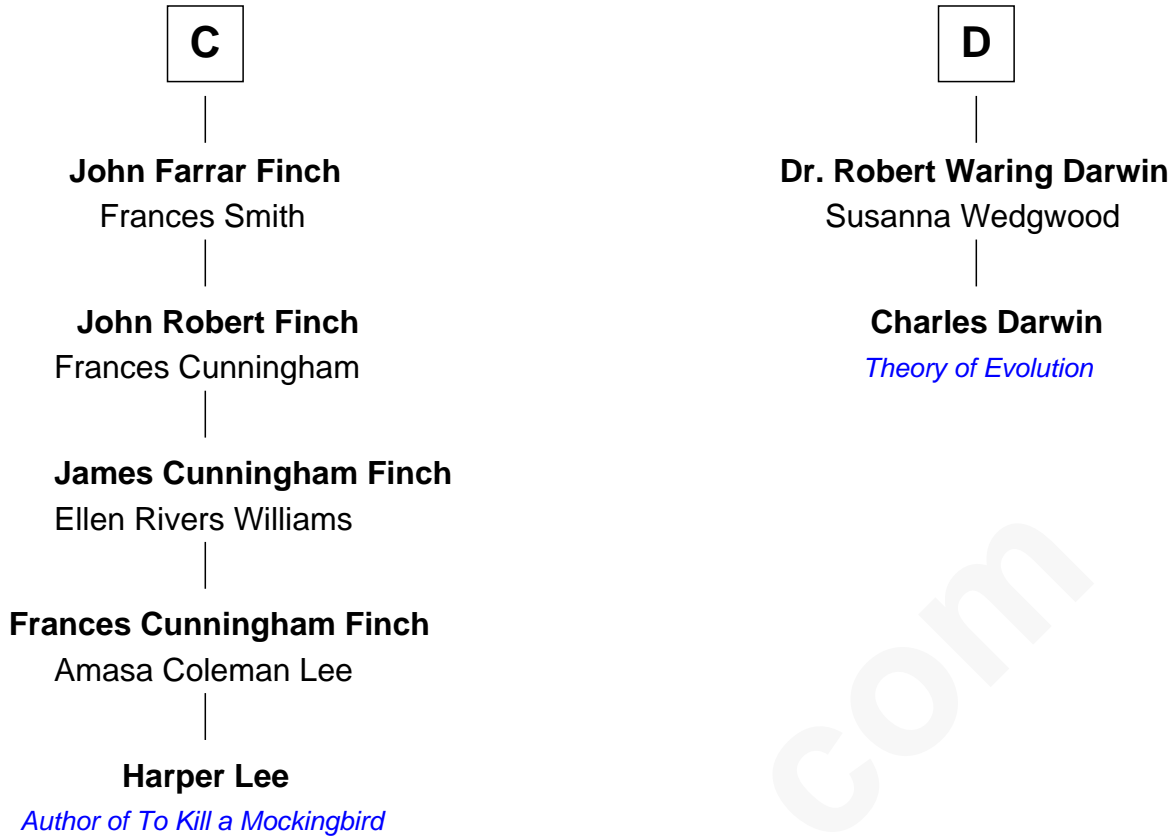 C
John Farrar Finch
Frances Smith
John Robert Finch
Frances Cunningham
James Cunningham Finch
Ellen Rivers Williams
Frances Cunningham Finch
Amasa Coleman Lee
Harper Lee
Author of To Kill a Mockingbird
D
Dr. Robert Waring Darwin
Susanna Wedgwood
Charles Darwin
Theory of Evolution
com